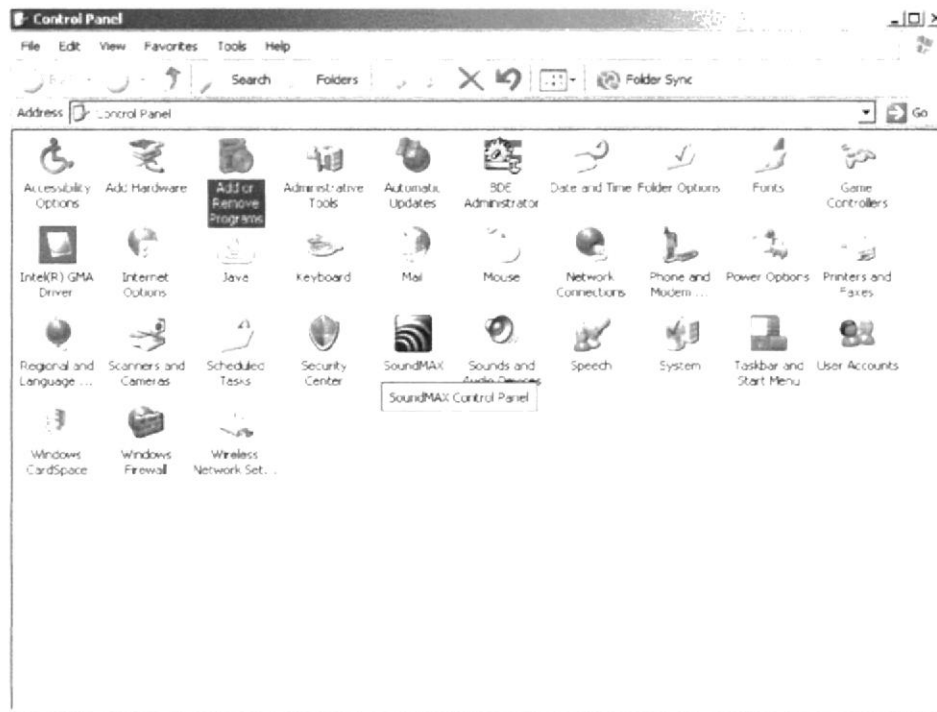 Control Panel
File Edit View Favorites Tools Help
Search Folders Folder Sync
Address Control Panel Go
Accessibility Options
Add Hardware
Add or Remove Programs
Administrative Tools
Automatic Updates
BDE Administrator
Date and Time
Folder Options
Fonts
Game Controllers
Intel(R) GMA Driver
Internet Options
Java
Keyboard
Mail
Mouse
Network Connections
Phone and Modem ...
Power Options
Printers and Faxes
Regional and Language ...
Scanners and Cameras
Scheduled Tasks
Security Center
SoundMAX
Sounds and Audio Devices
Speech
System
Taskbar and Start Menu
User Accounts
SoundMAX Control Panel
Windows CardSpace
Windows Firewall
Wireless Network Set...